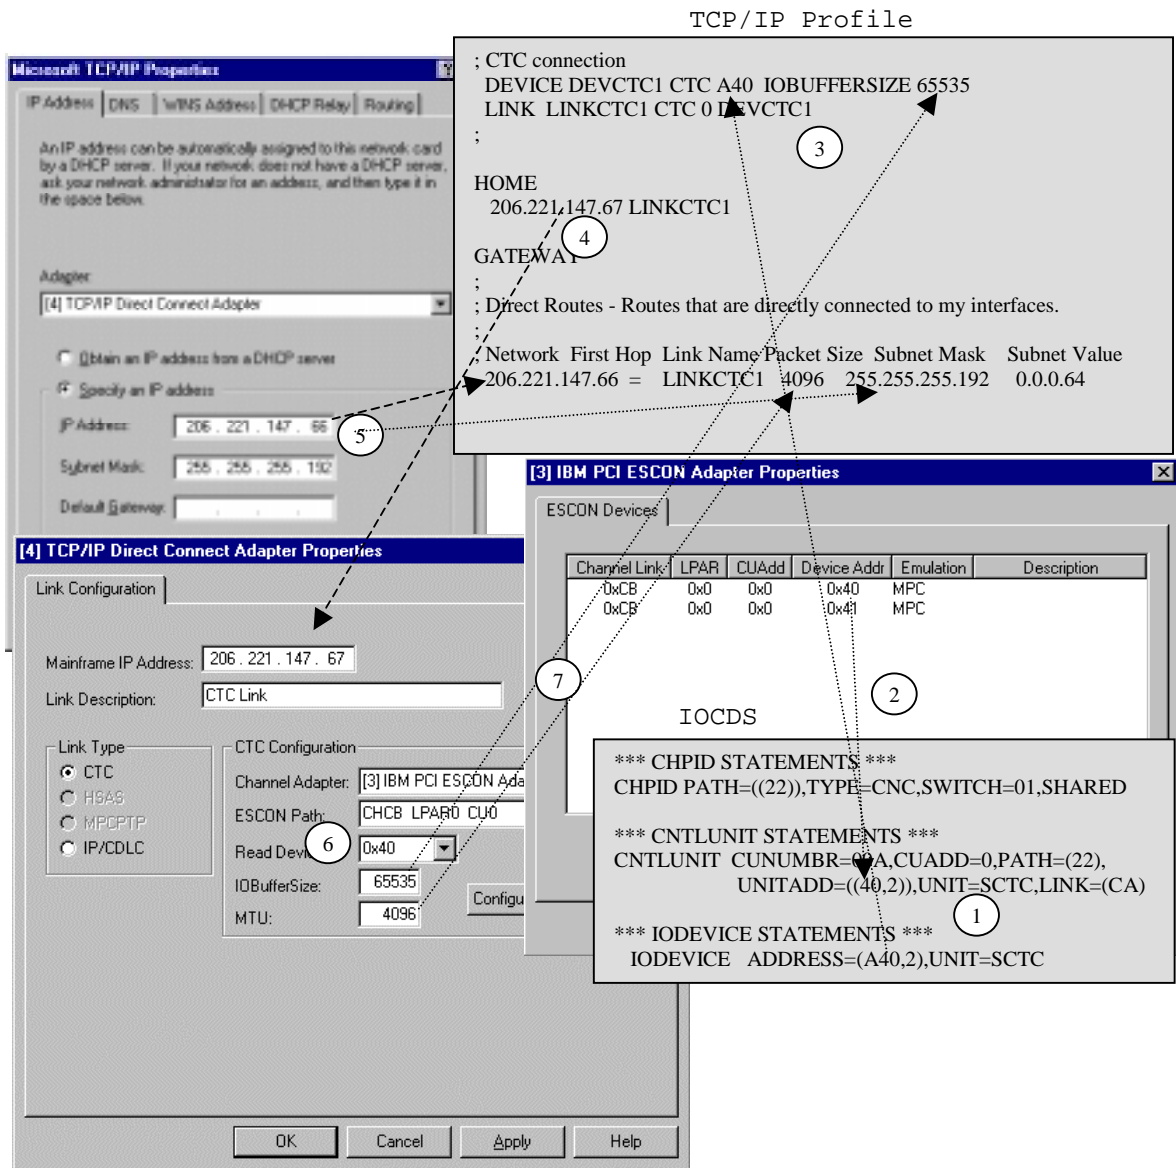 TCP/IP Profile
; CTC connection
DEVICE DEVCTC1 CTC A40 IOBUFFERSIZE 65535
LINK LINKCTC1 CTC 0 DEVCTC1
;
3
HOME
206.221.147.67 LINKCTC1
4
GATEWAY
;
; Direct Routes - Routes that are directly connected to my interfaces.
;
; Network First Hop Link Name Packet Size Subnet Mask Subnet Value
206.221.147.66 = LINKCTC1 4096 255.255.255.192 0.0.0.64
Microsoft TCP/IP Properties
?
IP Address DNS WINS Address DHCP Relay Routing
An IP address can be automatically assigned to this network card
by a DHCP server. If your network does not have a DHCP server,
ask your network administrator for an address, and then type it in
the space below.
Adapter:
[4] TCP/IP Direct Connect Adapter
Obtain an IP address from a DHCP server
Specify an IP address
IP Address: 206 . 221 . 147 . 66
5
Subnet Mask: 255 . 255 . 255 . 192
Default Gateway: . . .
[3] IBM PCI ESCON Adapter Properties
ESCON Devices
Channel Link LPAR CUAdd Device Addr Emulation Description
0xCB 0x0 0x0 0x40 MPC
0xCB 0x0 0x0 0x41 MPC
2
[4] TCP/IP Direct Connect Adapter Properties
Link Configuration
Mainframe IP Address: 206 . 221 . 147 . 67
Link Description: CTC Link
7
Link Type
CTC
HSAS
MPCPTP
IP/CDLC
CTC Configuration
Channel Adapter: [3] IBM PCI ESCON Ada
ESCON Path: CHCB LPAR0 CU0
6
Read Devi 0x40
IOBufferSize: 65535
MTU: 4096
Configu
OK Cancel Apply Help
IOCDS
*** CHPID STATEMENTS ***
CHPID PATH=((22)),TYPE=CNC,SWITCH=01,SHARED
*** CNTLUNIT STATEMENTS ***
CNTLUNIT CUADD=0,PATH=(22),
UNITADD=((40,2)),UNIT=SCTC,LINK=(CA)
1
*** IODEVICE STATEMENTS ***
IODEVICE ADDRESS=(A40,2),UNIT=SCTC